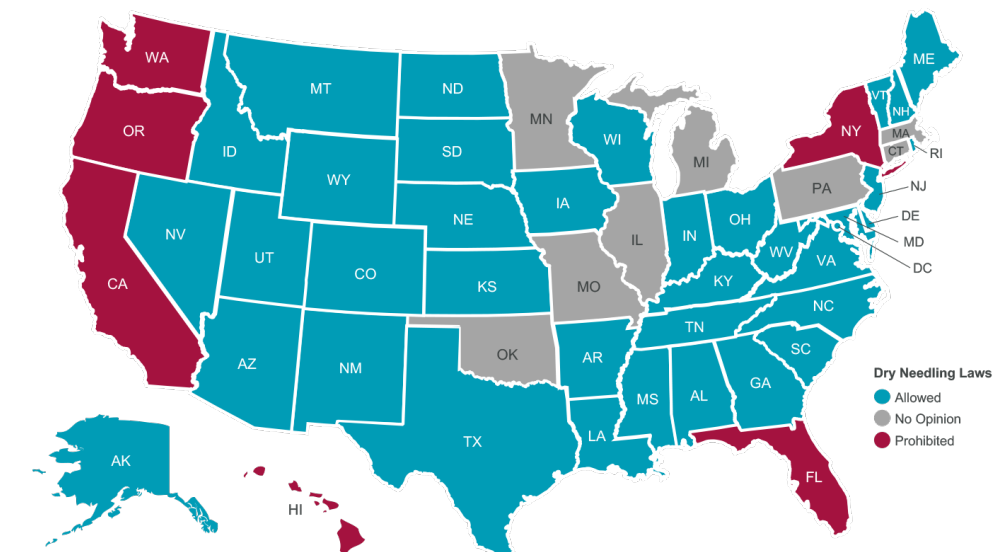 WA
MT
ND
MN
ME
VT
NH
OR
ID
SD
WI
NY
MA
CT
RI
MI
WY
IA
PA
NJ
NE
OH
DE
NV
UT
CO
IL
IN
WV
MD
VA
DC
CA
KS
MO
KY
NC
TN
AZ
NM
OK
AR
SC
GA
MS
AL
TX
LA
AK
HI
FL
Dry Needling Laws
Allowed
No Opinion
Prohibited